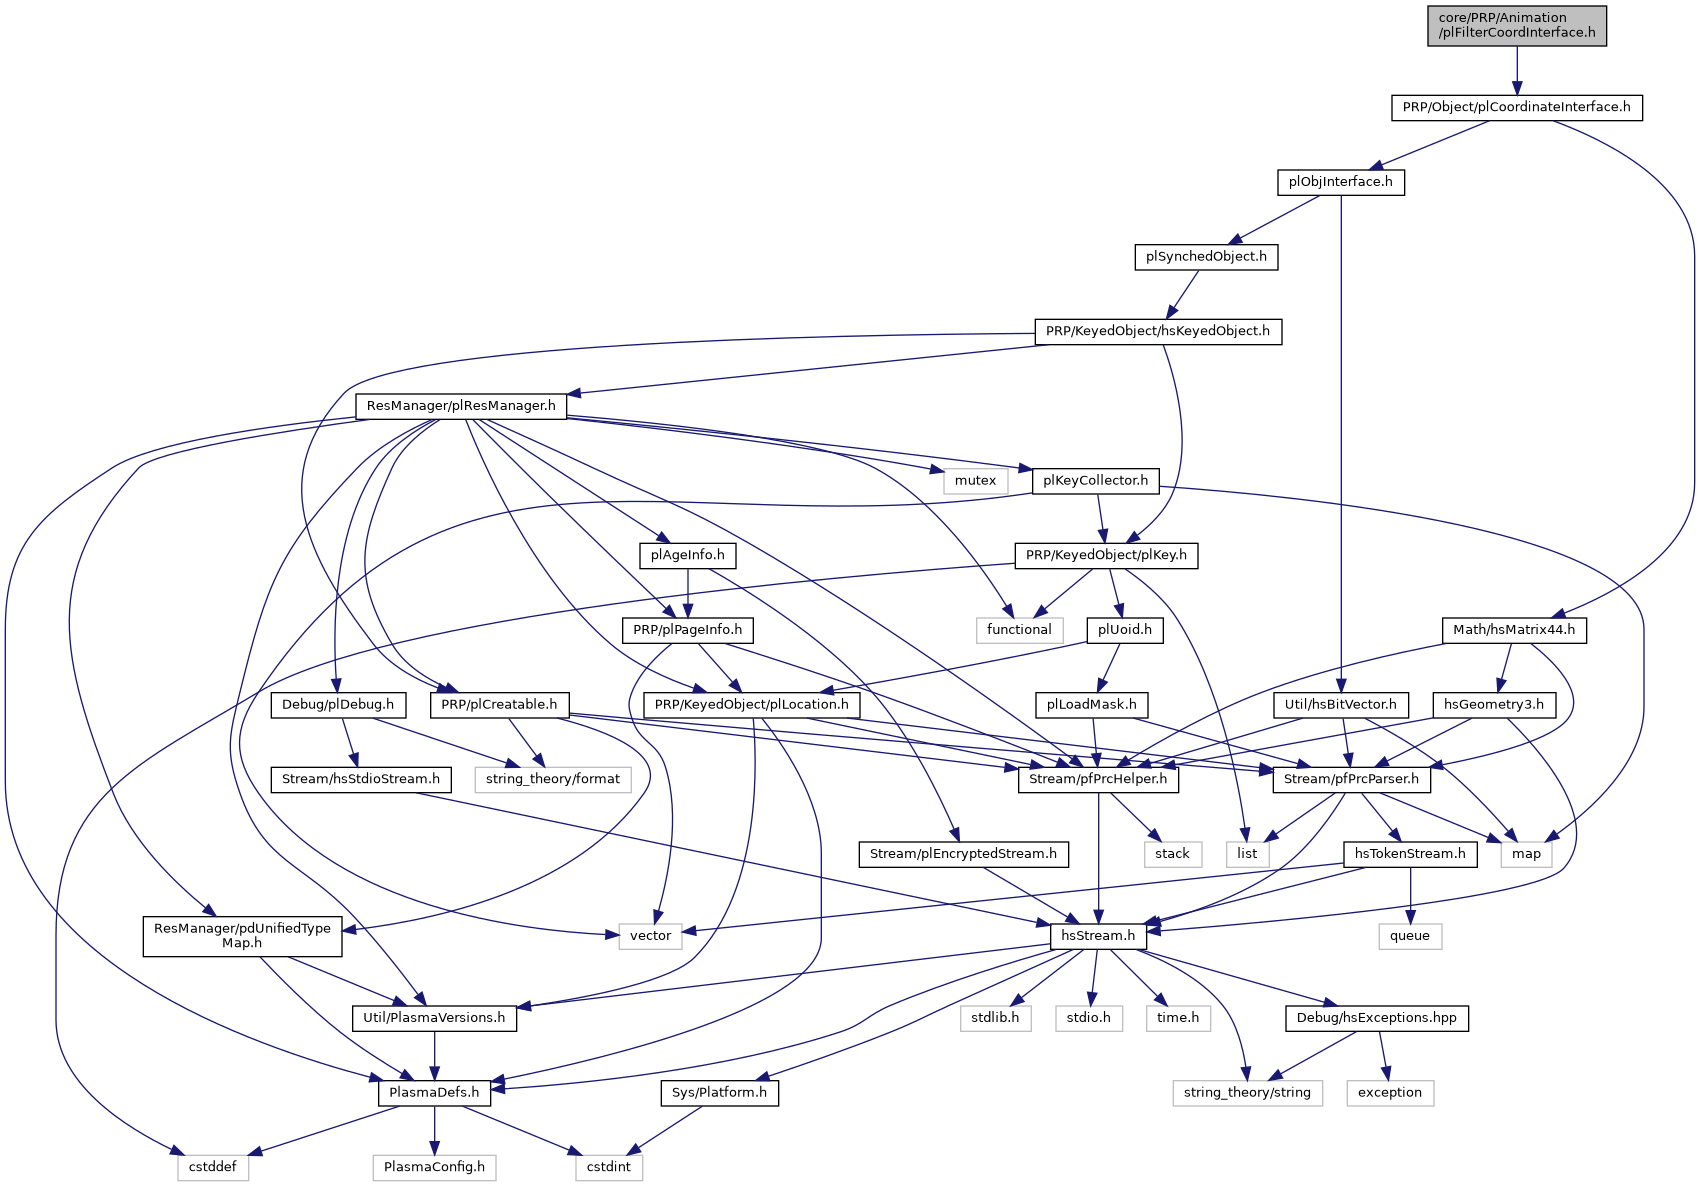 core/PRP/Animation
/plFilterCoordInterface.h
PRP/Object/plCoordinateInterface.h
plObjInterface.h
plSynchedObject.h
PRP/KeyedObject/hsKeyedObject.h
ResManager/plResManager.h
mutex
plKeyCollector.h
plAgeInfo.h
PRP/KeyedObject/plKey.h
PRP/plPageInfo.h
functional
plUoid.h
Math/hsMatrix44.h
Debug/plDebug.h
PRP/plCreatable.h
PRP/KeyedObject/plLocation.h
plLoadMask.h
Util/hsBitVector.h
hsGeometry3.h
Stream/hsStdioStream.h
string_theory/format
Stream/pfPrcHelper.h
Stream/pfPrcParser.h
Stream/plEncryptedStream.h
stack
list
hsTokenStream.h
map
ResManager/pdUnifiedType
Map.h
vector
hsStream.h
queue
Util/PlasmaVersions.h
stdlib.h
stdio.h
time.h
Debug/hsExceptions.hpp
PlasmaDefs.h
Sys/Platform.h
string_theory/string
exception
cstddef
PlasmaConfig.h
cstdint